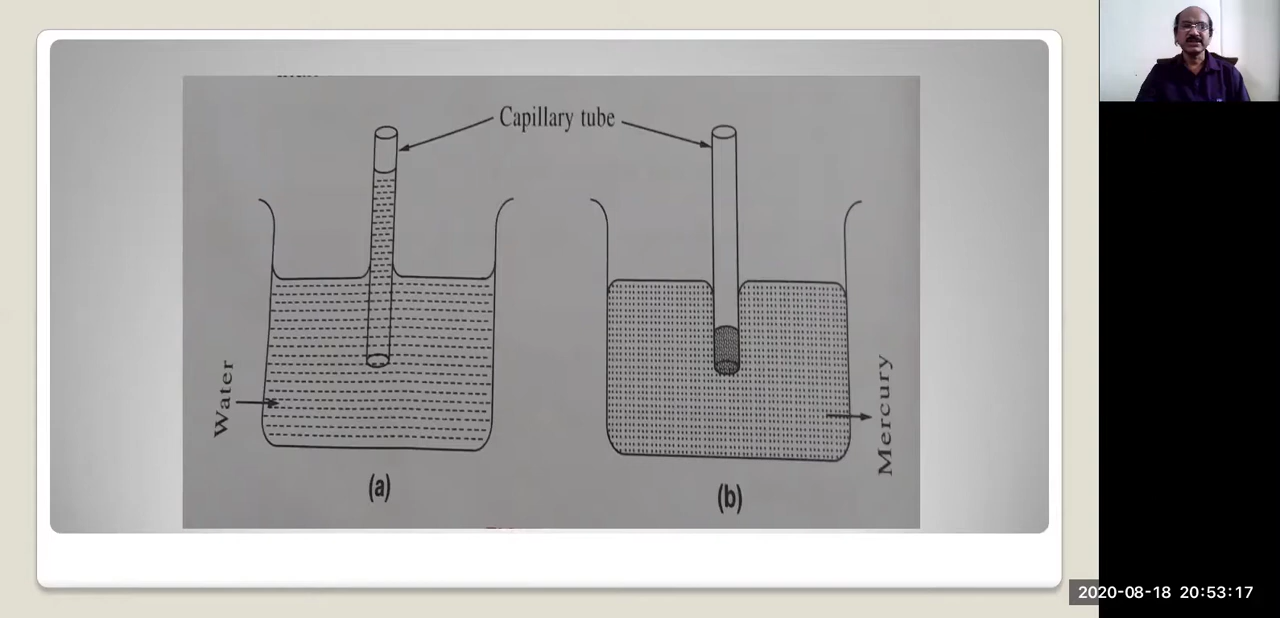 Capillary tube
Water
Mercury
(a)
(b)
2020-08-18 20:53:17